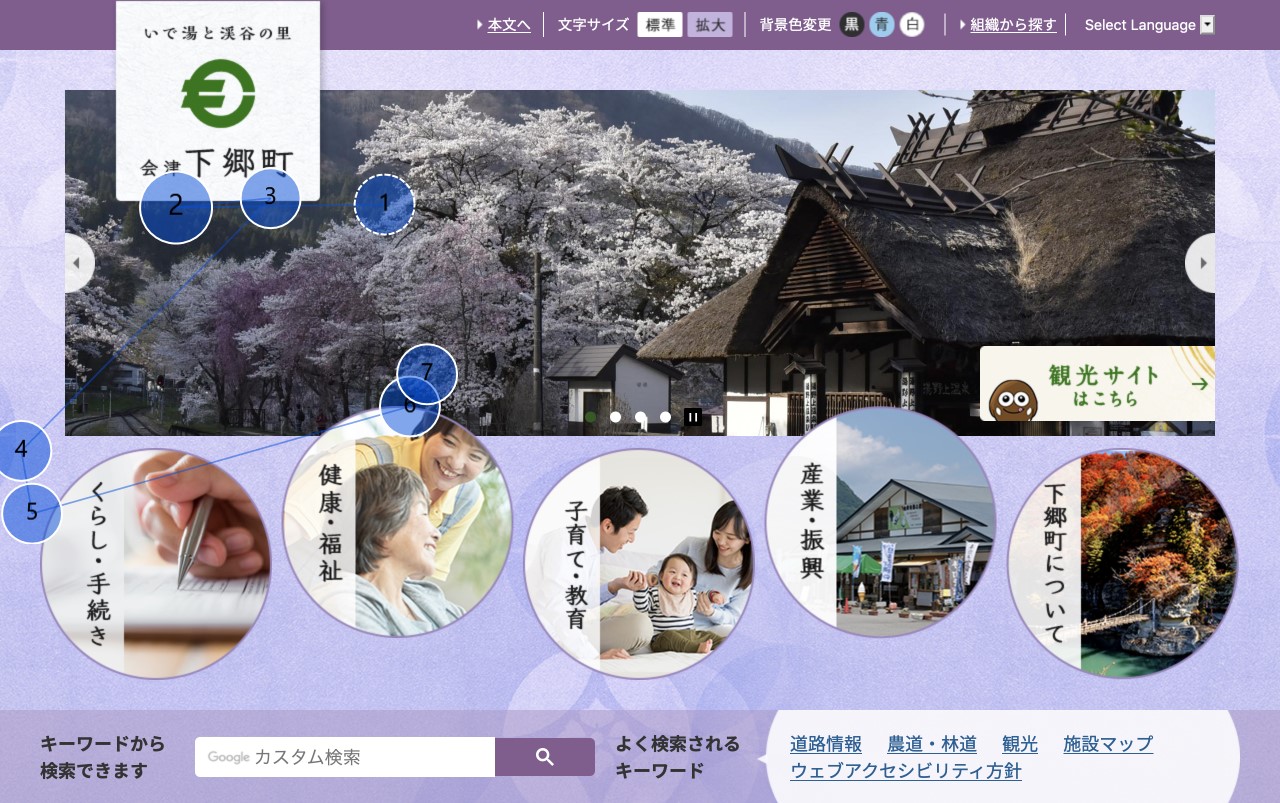 本文へ
文字サイズ 標準 拡大
背景色変更 黒 青 白
組織から探す
Select Language
いで湯と渓谷の里
会津 下郷町
2
3
1
4
5
6
7
観光サイト
はこちら
くらし・手続き
健康・福祉
子育て・教育
産業・振興
下郷町について
キーワードから
検索できます
Google カスタム検索
よく検索される
キーワード
道路情報 農道・林道 観光 施設マップ
ウェブアクセシビリティ方針